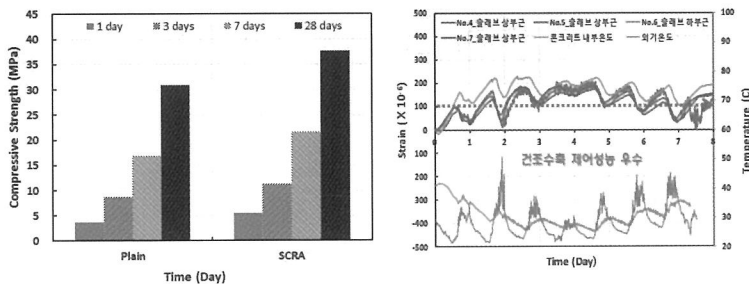 1 day 3 days 7 days 28 days
Compressive Strength (MPa)
45
40
35
30
25
20
15
10
5
0
Plain SCRA
Time (Day)
No.4_슬래브 상부근 No.5_슬래브 상부근 No.6_슬래브 하부근
No.7_슬래브 상부근 콘크리트 내부온도 외기온도
Strain ( X 10⁻⁶)
500
400
300
200
100
0
-100
-200
-300
-400
-500
0 1 2 3 4 5 6 7 8
건조수축 제어성능 우수
100
90
80
70
60
50
40
30
20
Temperature (C)
Time (Day)